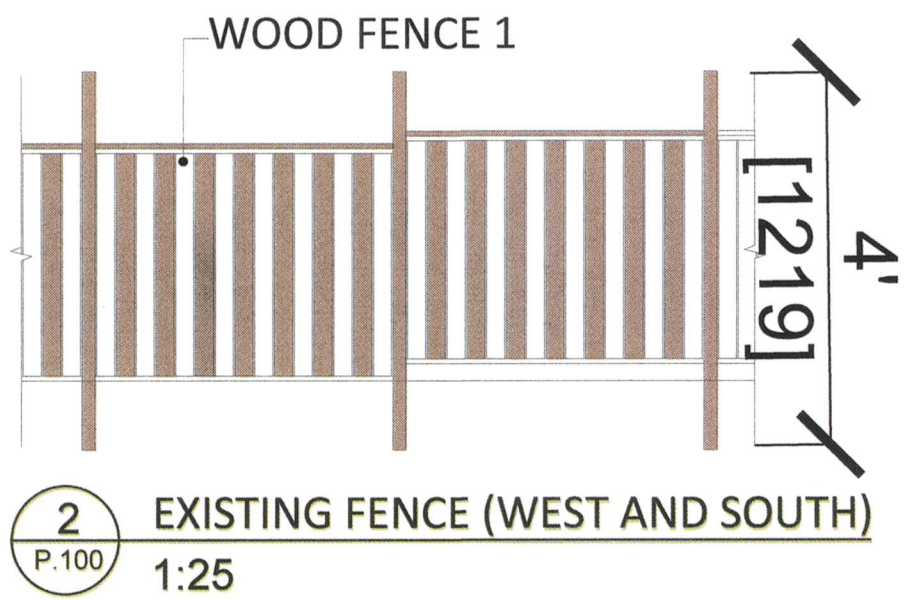 WOOD FENCE 1
4'
[1219]
2
P.100
EXISTING FENCE (WEST AND SOUTH)
1:25